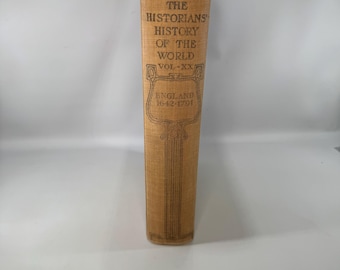 THE
HISTORIANS'
HISTORY
OF THE
WORLD
VOL-XX
ENGLAND
1642-1791